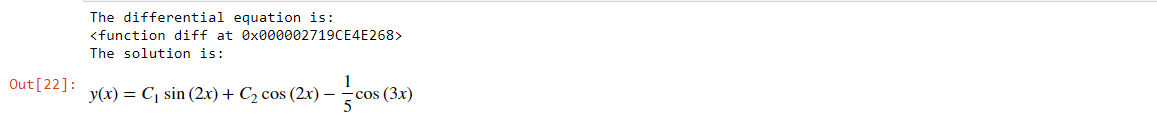 The differential equation is:
<function diff at 0x000002719CE4E268>
The solution is:
Out[22]: y(x) = C₁ sin (2x) + C₂ cos (2x) − 1/5 cos (3x)